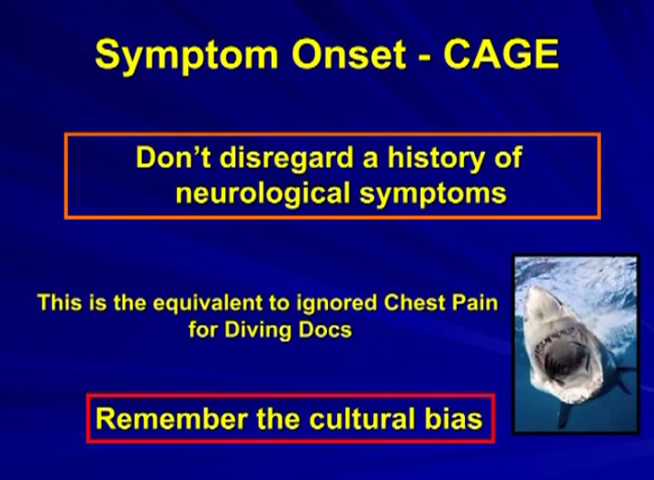 Symptom Onset - CAGE
Don't disregard a history of
neurological symptoms
This is the equivalent to ignored Chest Pain
for Diving Docs
Remember the cultural bias